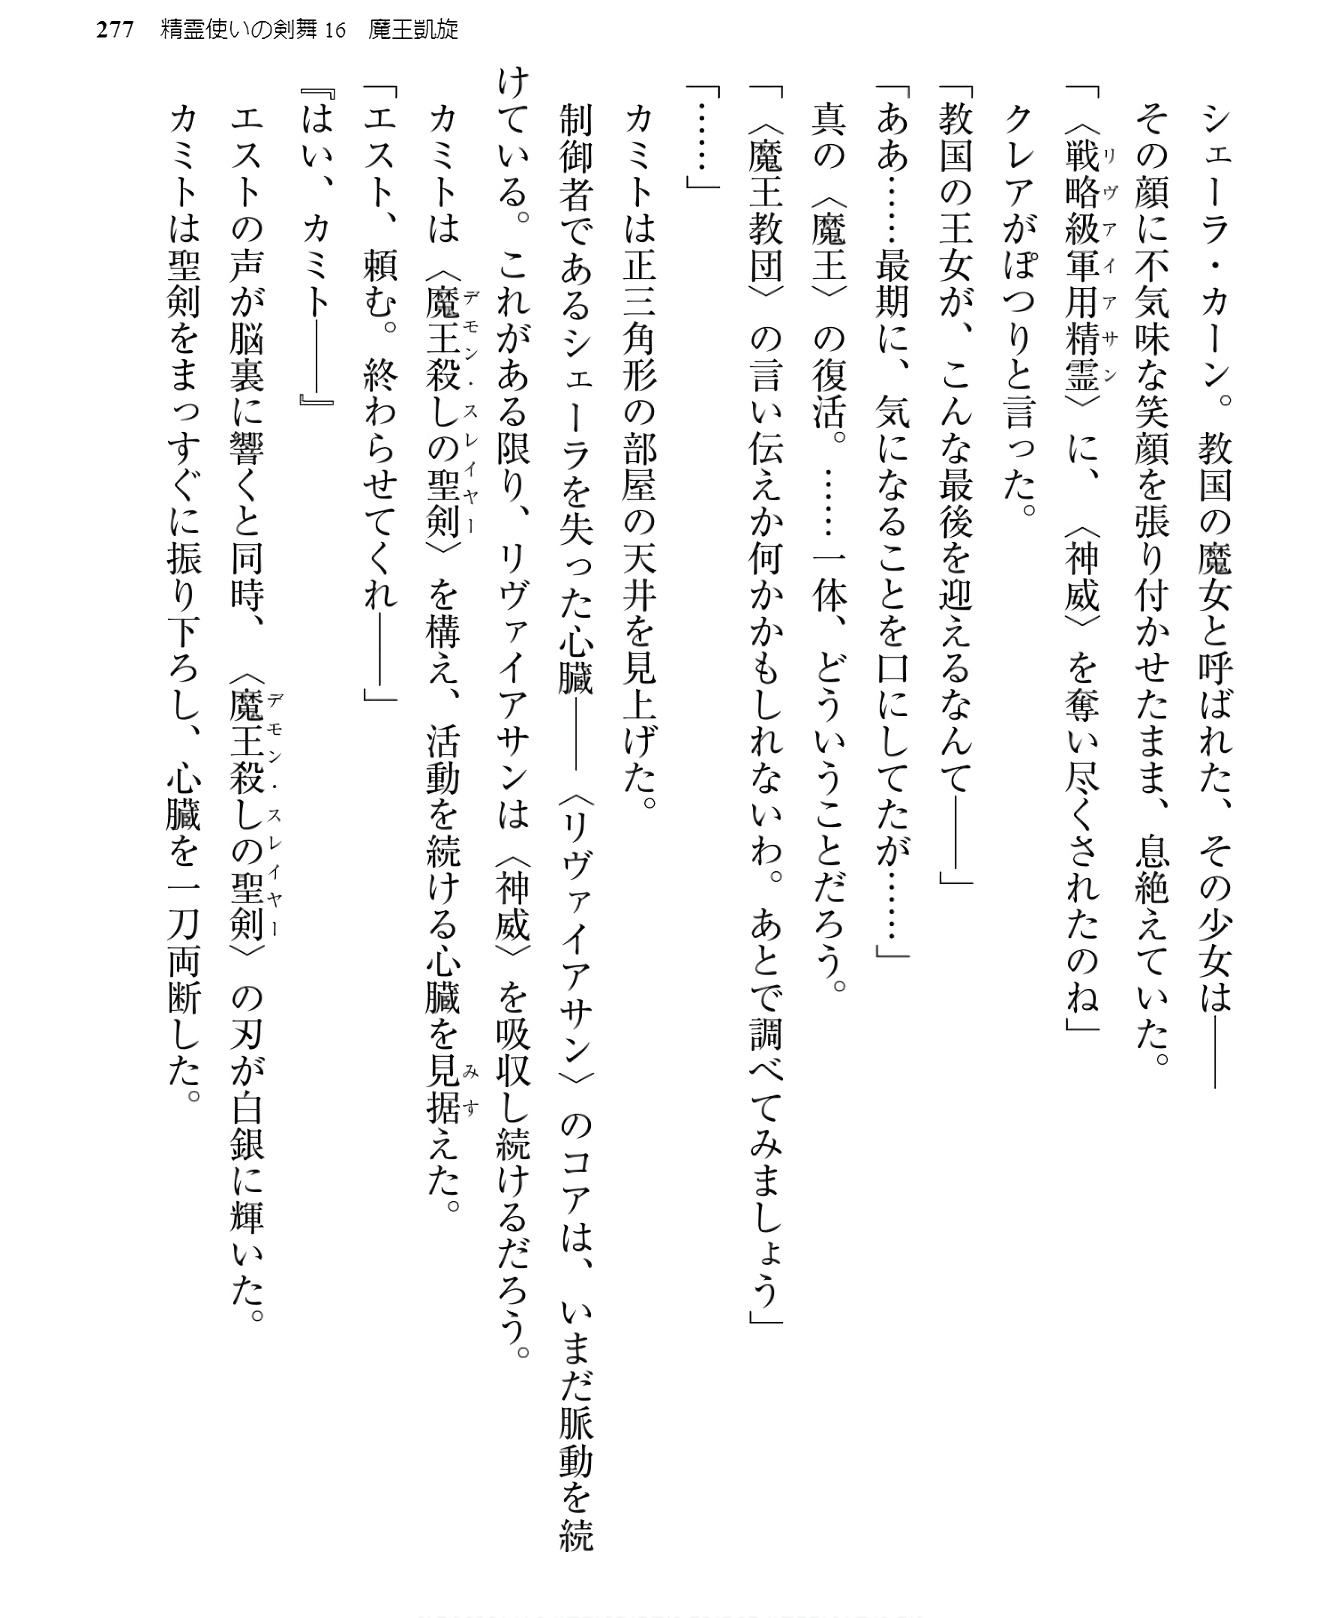 277　精霊使いの剣舞16　魔王凱旋
シェーラ・カーン。教国の魔女と呼ばれた、その少女は――
その顔に不気味な笑顔を張り付かせたまま、息絶えていた。
「〈戦略級軍用精霊〉に、〈神威〉を奪い尽くされたのね」
リヴァイアサン
クレアがぽつりと言った。
「教国の王女が、こんな最後を迎えるなんて――」
「ああ……最期に、気になることを口にしてたが……」
真の〈魔王〉の復活。……一体、どういうことだろう。
「〈魔王教団〉の言い伝えか何かかもしれないわ。あとで調べてみましょう」
「……」
カミトは正三角形の部屋の天井を見上げた。
制御者であるシェーラを失った心臓――〈リヴァイアサン〉のコアは、いまだ脈動を続
けている。これがある限り、リヴァイアサンは〈神威〉を吸収し続けるだろう。
カミトは〈魔王殺しの聖剣〉を構え、活動を続ける心臓を見据えた。
デモン・スレイヤー
みす
「エスト、頼む。終わらせてくれ――」
『はい、カミト――』
エストの声が脳裏に響くと同時、〈魔王殺しの聖剣〉の刃が白銀に輝いた。
デモン・スレイヤー
カミトは聖剣をまっすぐに振り下ろし、心臓を一刀両断した。